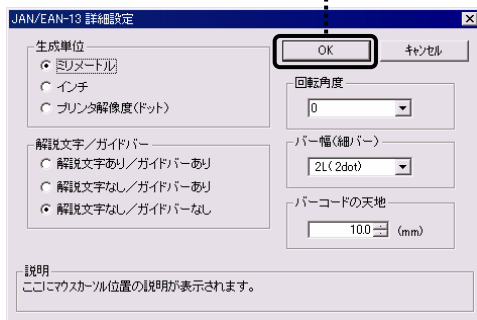 JAN/EAN-13 詳細設定
生成単位
ミリメートル
インチ
プリンタ解像度(ドット)
解説文字/ガイドバー
解説文字あり/ガイドバーあり
解説文字なし/ガイドバーあり
解説文字なし/ガイドバーなし
OK
キャンセル
回転角度
0
バー幅(細バー)
2L( 2dot)
バーコードの天地
10.0 (mm)
説明
ここにマウスカーソル位置の説明が表示されます。